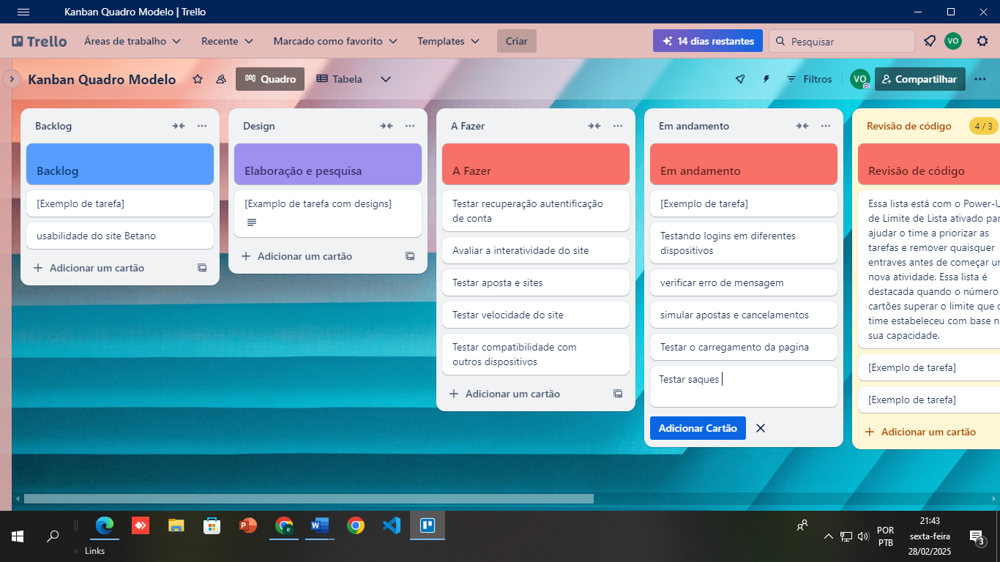 Kanban Quadro Modelo | Trello
Trello
Áreas de trabalho
Recente
Marcado como favorito
Templates
Criar
14 dias restantes
Pesquisar
VO
Kanban Quadro Modelo
Quadro
Tabela
Filtros
VO
Compartilhar
Backlog
Backlog
[Exemplo de tarefa]
usabilidade do site Betano
Adicionar um cartão
Design
Elaboração e pesquisa
[Examplo de tarefa com designs]
Adicionar um cartão
A Fazer
A Fazer
Testar recuperação autentificação
de conta
Avaliar a interatividade do site
Testar aposta e sites
Testar velocidade do site
Testar compatibilidade com
outros dispositivos
Adicionar um cartão
Em andamento
Em andamento
[Exemplo de tarefa]
Testando logins em diferentes
dispositivos
verificar erro de mensagem
simular apostas e cancelamentos
Testar o carregamento da pagina
Testar saques
Adicionar Cartão
Revisão de código
4 / 3
Revisão de código
Essa lista está com o Power-U
de Limite de Lista ativado par
ajudar o time a priorizar as
tarefas e remover quaisquer
entraves antes de começar u
nova atividade. Essa lista é
destacada quando o número
cartões superar o limite que o
time estabeleceu com base n
sua capacidade.
[Exemplo de tarefa]
[Exemplo de tarefa]
Adicionar um cartão
Links
POR
PTB
21:43
sexta-feira
28/02/2025
3